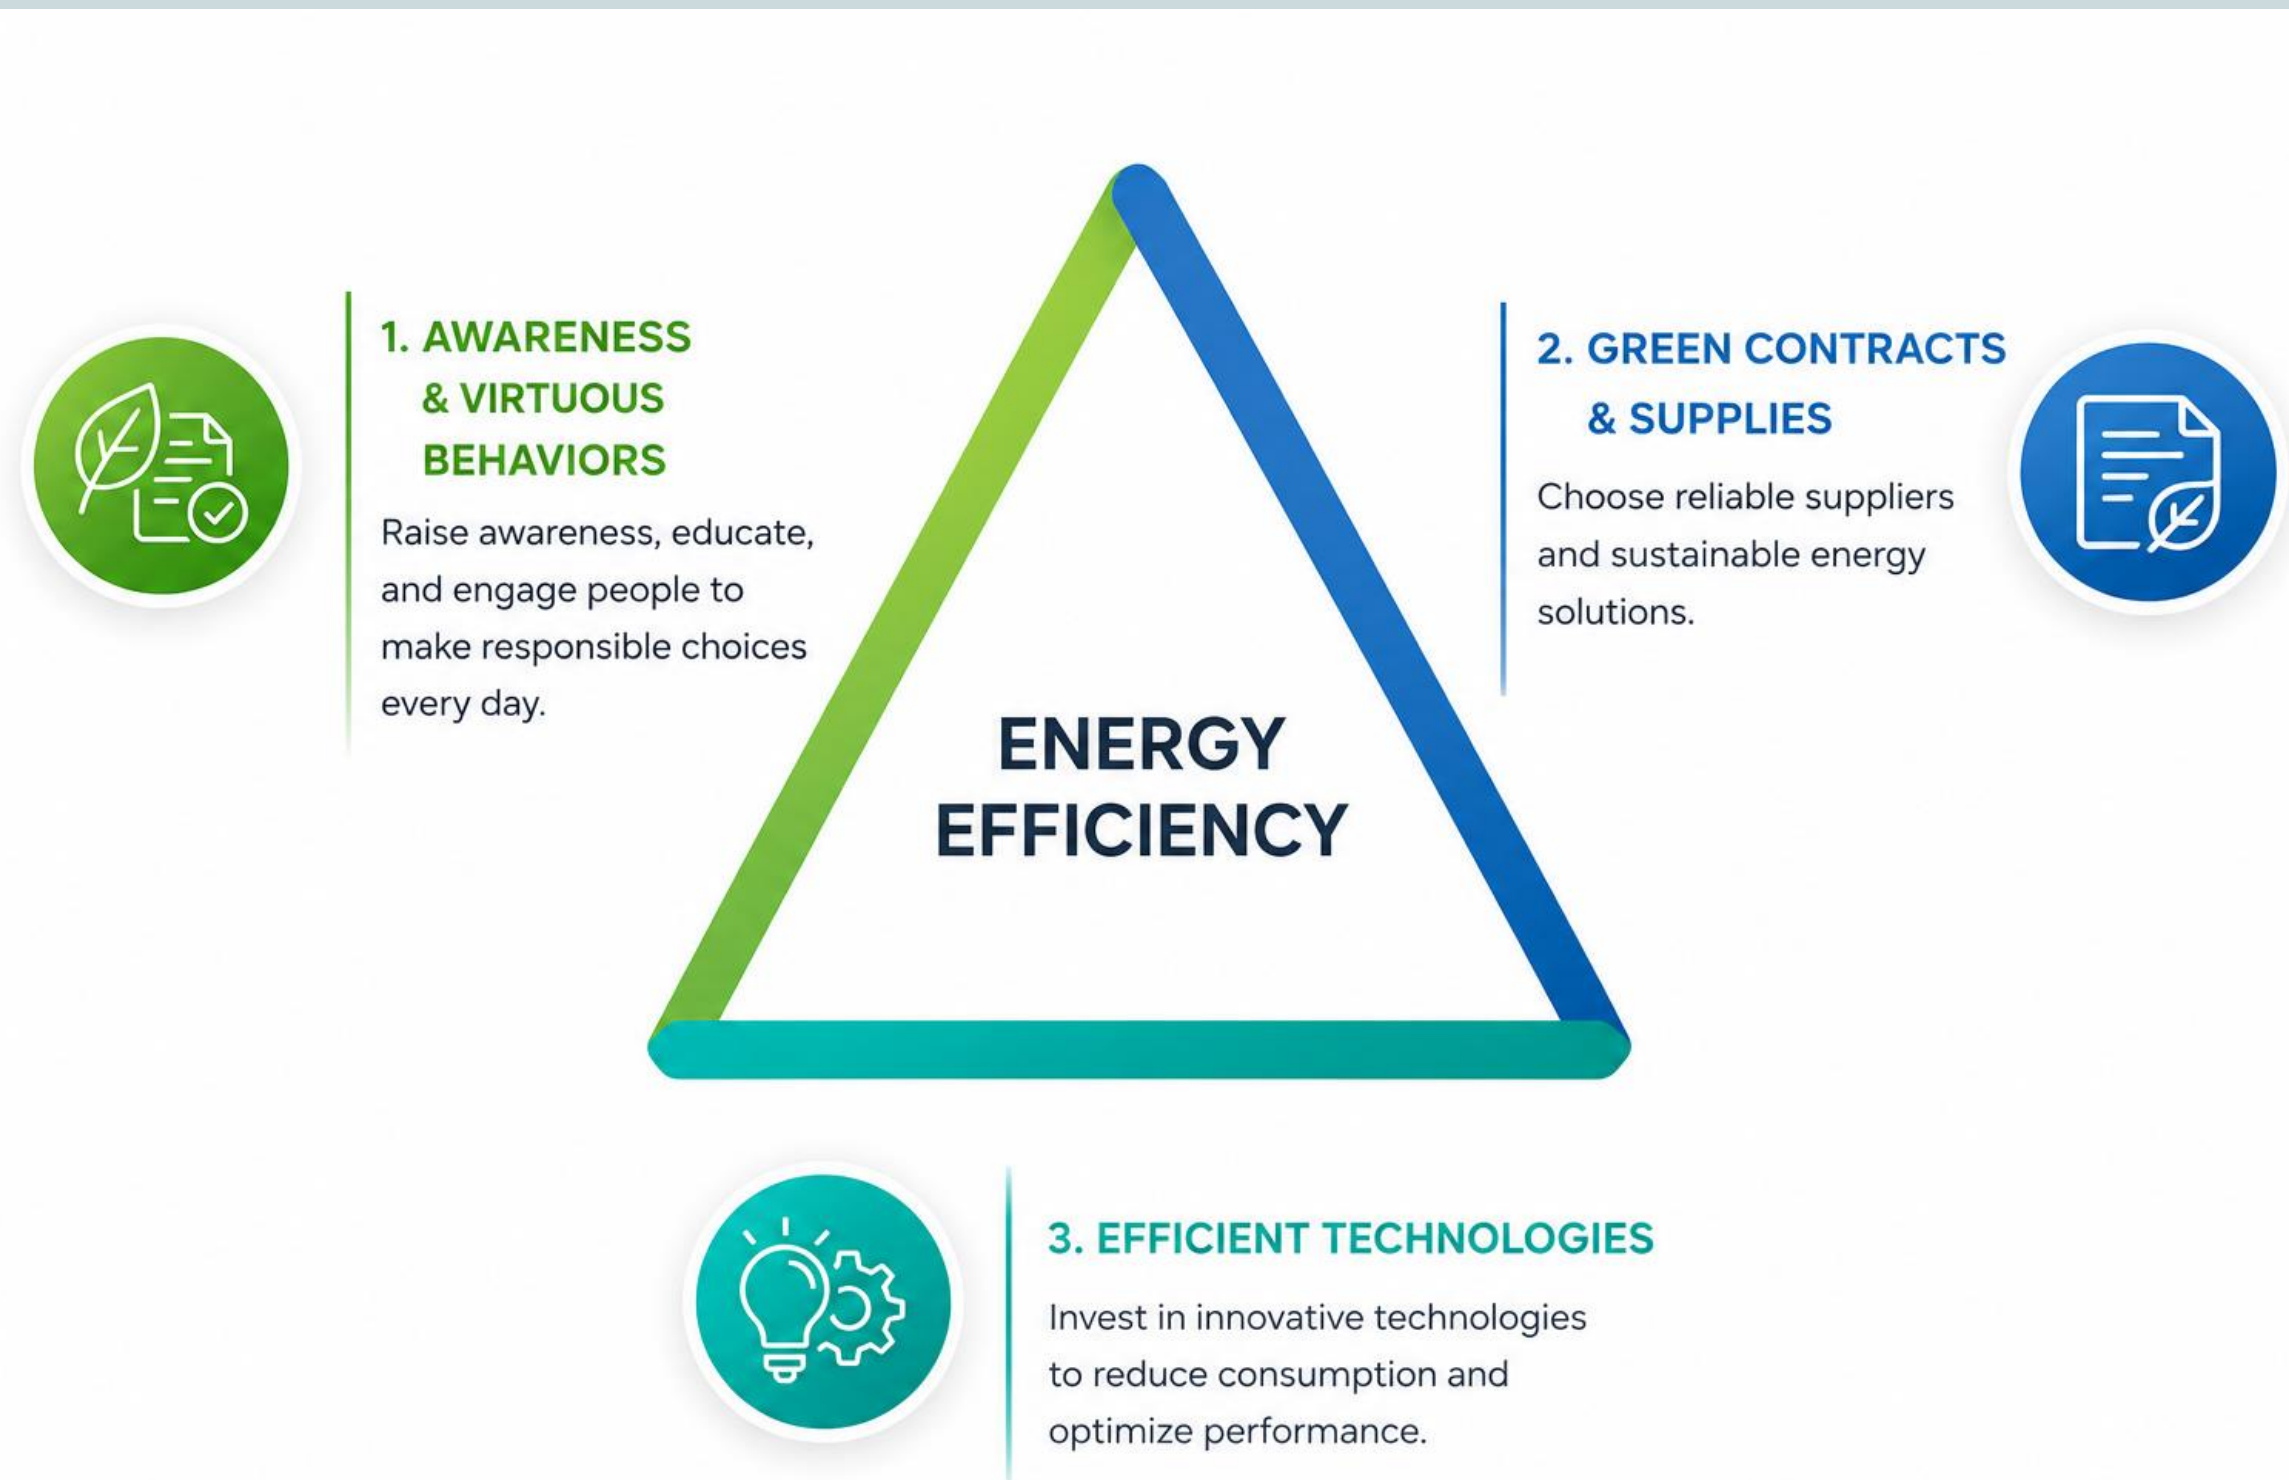 1. AWARENESS
& VIRTUOUS
BEHAVIORS
Raise awareness, educate,
and engage people to
make responsible choices
every day.
2. GREEN CONTRACTS
& SUPPLIES
Choose reliable suppliers
and sustainable energy
solutions.
ENERGY
EFFICIENCY
3. EFFICIENT TECHNOLOGIES
Invest in innovative technologies
to reduce consumption and
optimize performance.